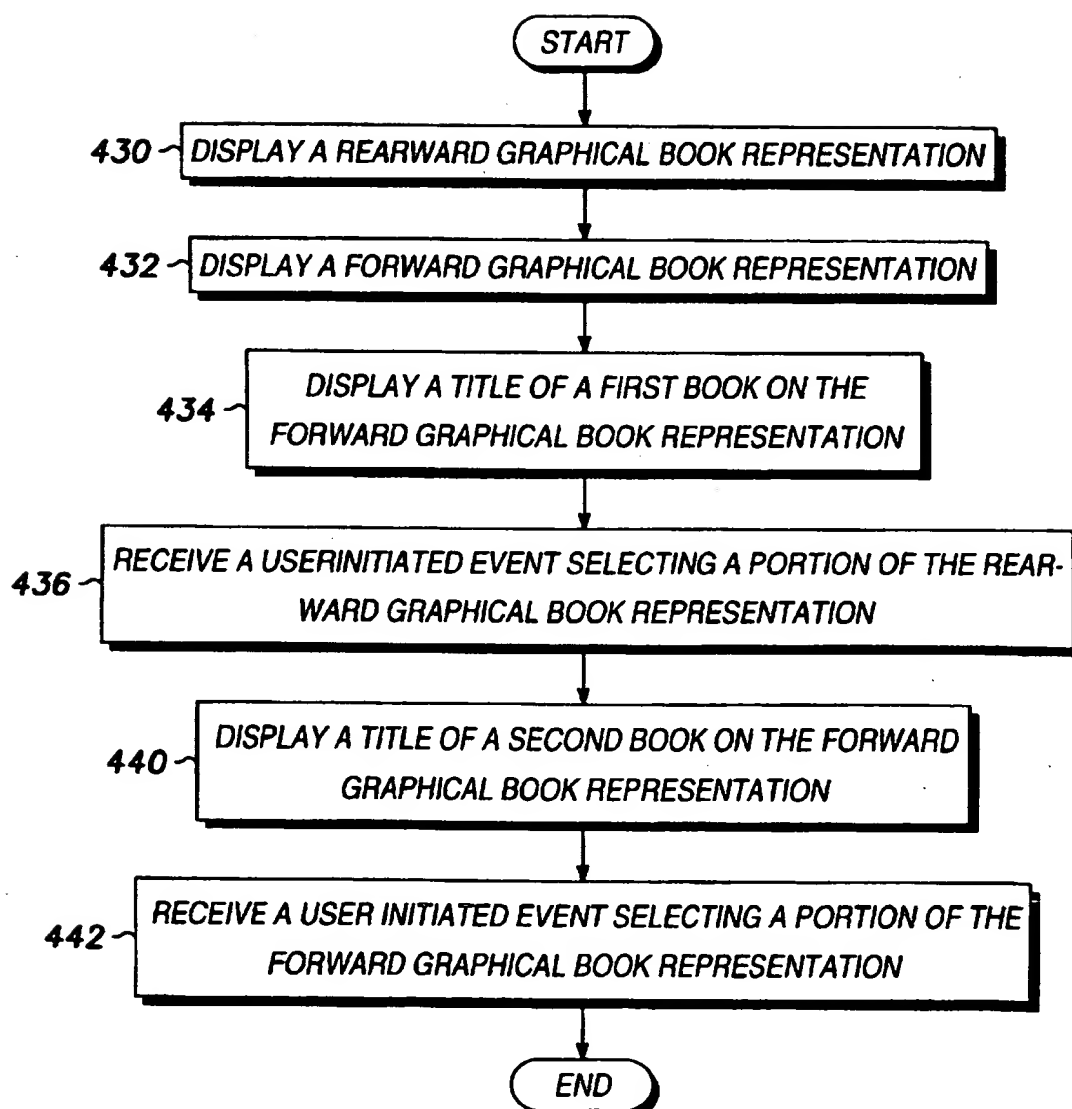 START
430 DISPLAY A REARWARD GRAPHICAL BOOK REPRESENTATION
432 DISPLAY A FORWARD GRAPHICAL BOOK REPRESENTATION
DISPLAY A TITLE OF A FIRST BOOK ON THE
434
FORWARD GRAPHICAL BOOK REPRESENTATION
RECEIVE A USERINITIATED EVENT SELECTING A PORTION OF THE REAR-
436
WARD GRAPHICAL BOOK REPRESENTATION
DISPLAY A TITLE OF A SECOND BOOK ON THE FORWARD
440
GRAPHICAL BOOK REPRESENTATION
RECEIVE A USER INITIATED EVENT SELECTING A PORTION OF THE
442
FORWARD GRAPHICAL BOOK REPRESENTATION
END